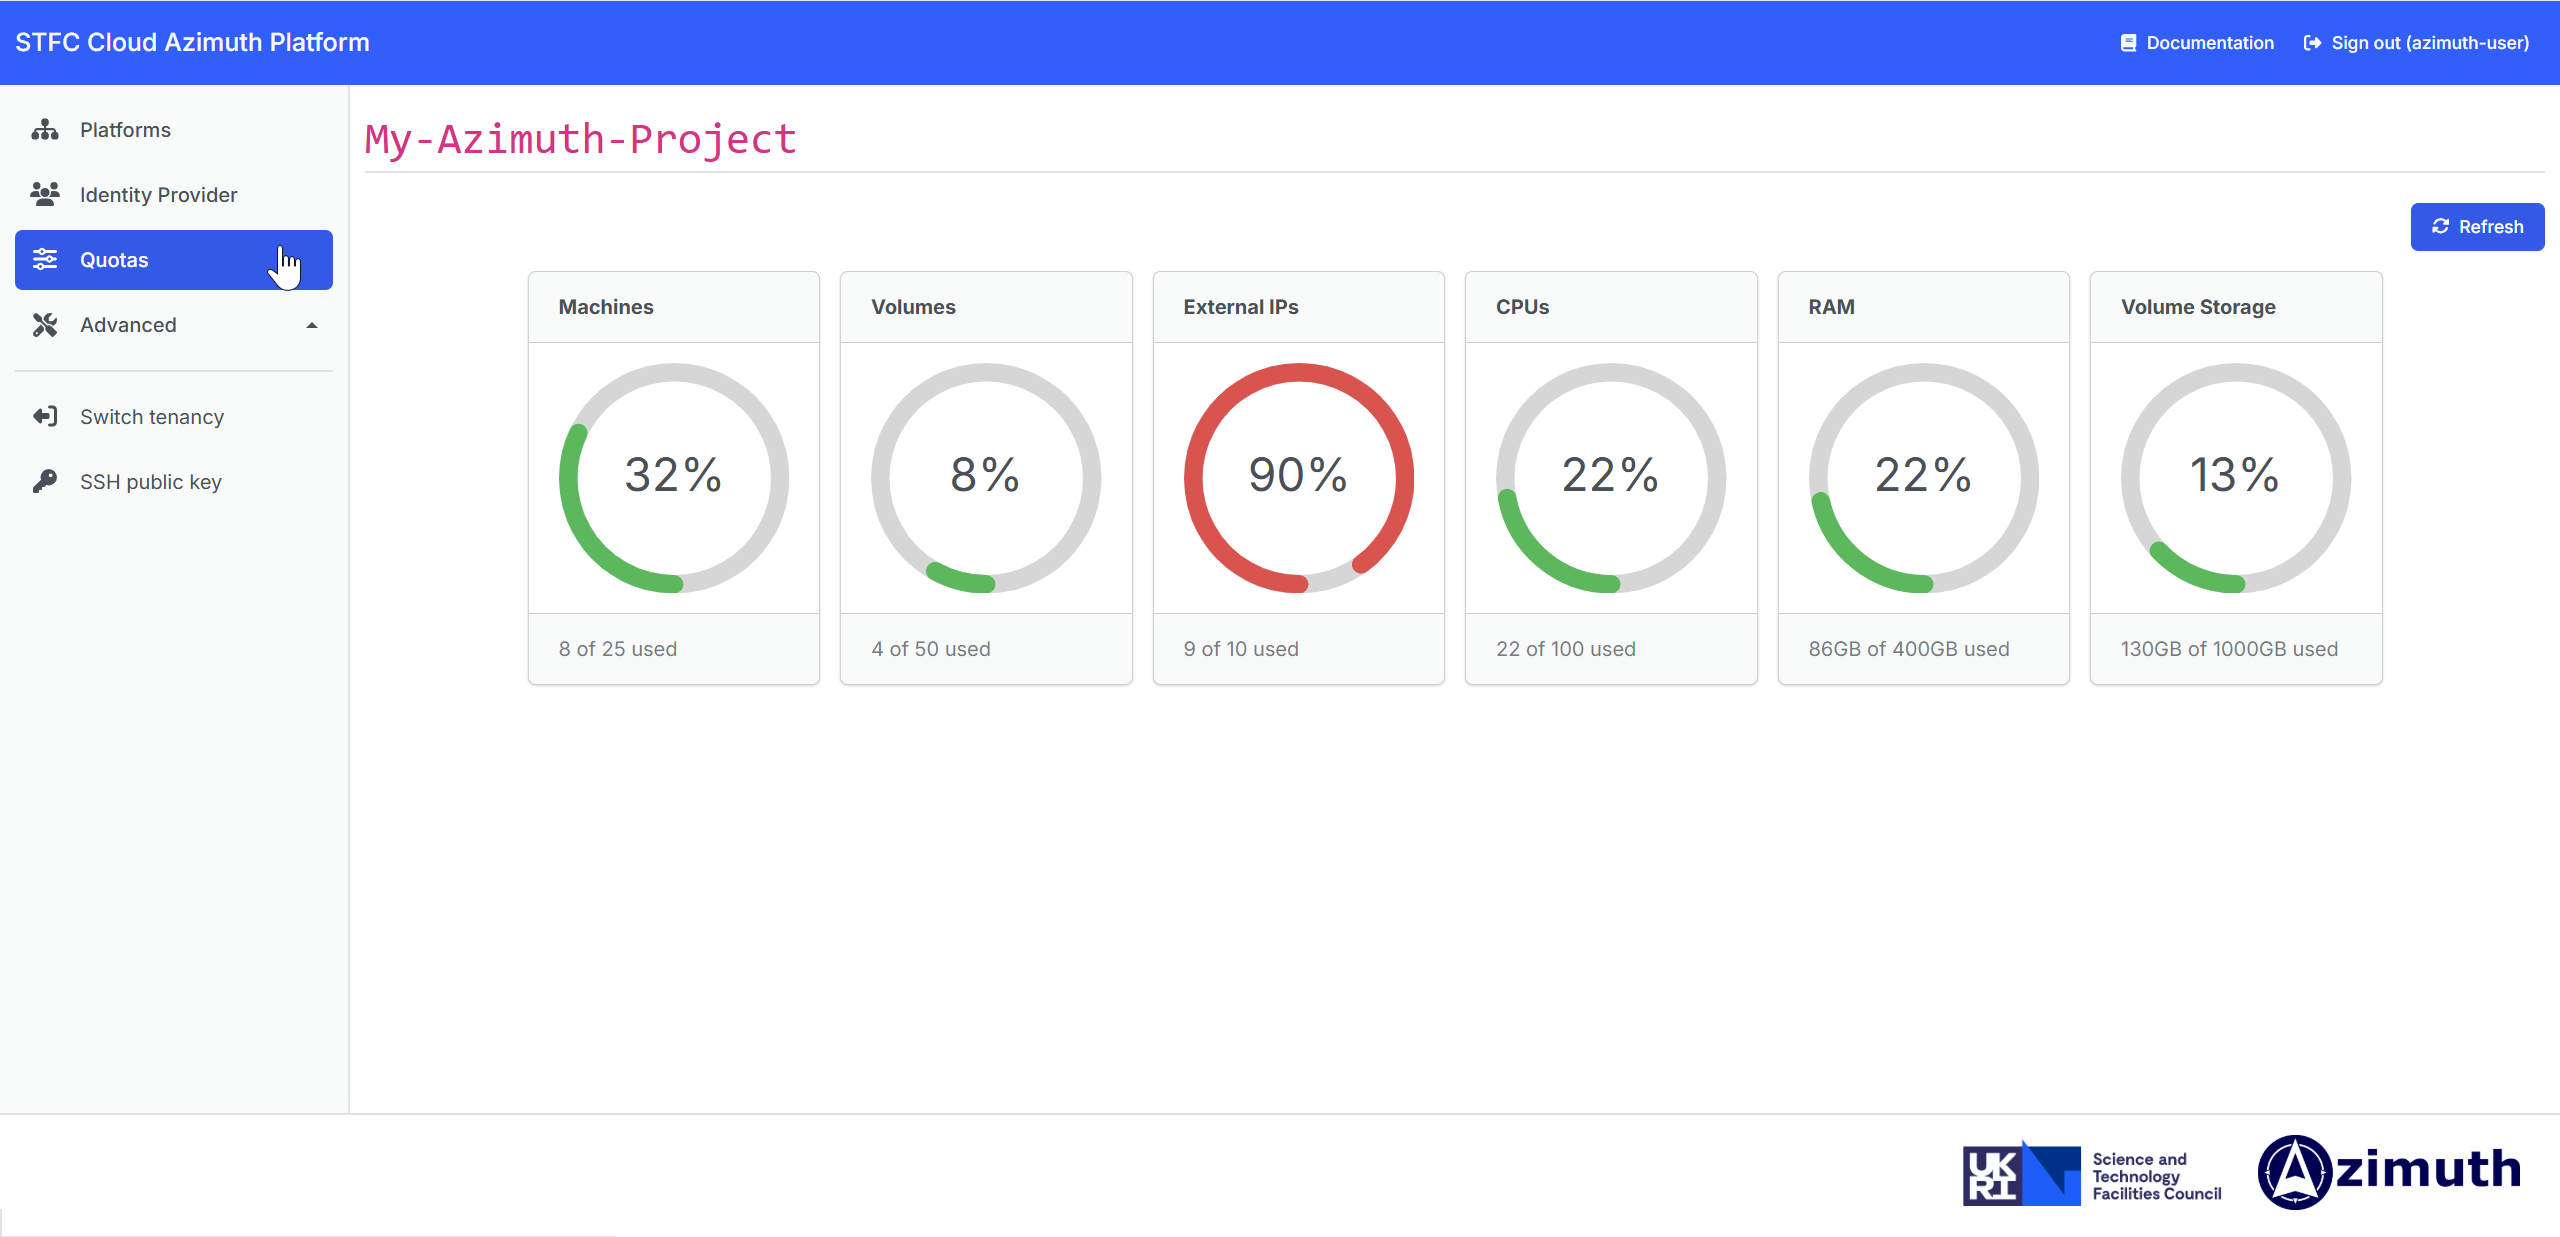 STFC Cloud Azimuth Platform
Documentation
Sign out (azimuth-user)
Platforms
Identity Provider
Quotas
Advanced
Switch tenancy
SSH public key
My-Azimuth-Project
Refresh
Machines
32%
8 of 25 used
Volumes
8%
4 of 50 used
External IPs
90%
9 of 10 used
CPUs
22%
22 of 100 used
RAM
22%
86GB of 400GB used
Volume Storage
13%
130GB of 1000GB used
UK
RI
Science and
Technology
Facilities Council
Azimuth